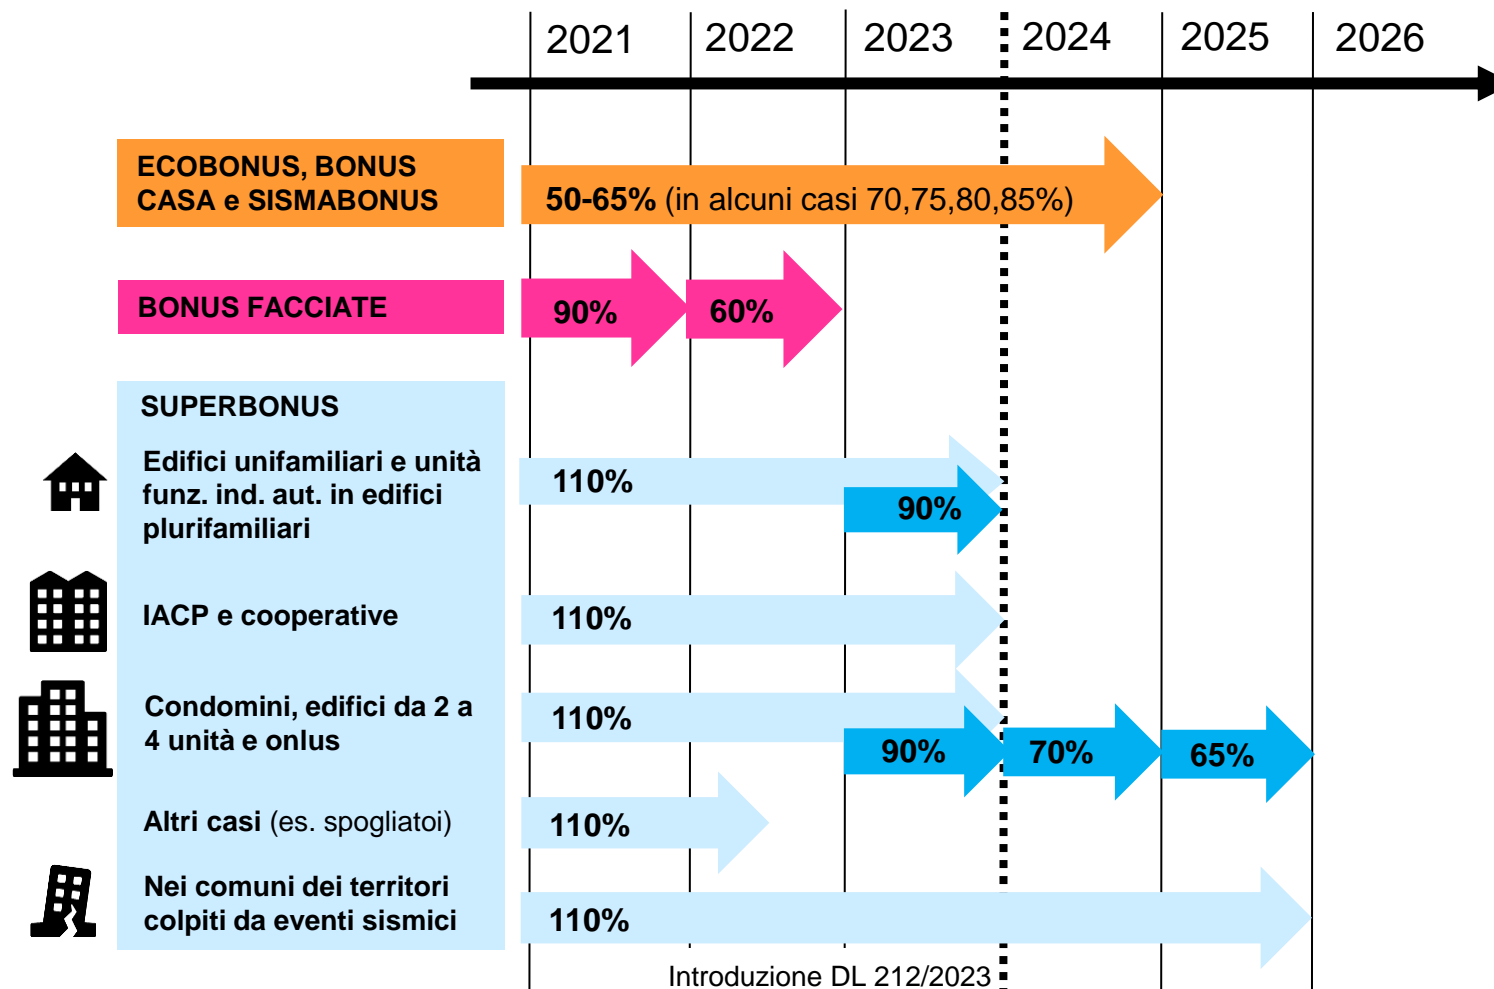 2021 2022 2023 2024 2025 2026
ECOBONUS, BONUS
CASA e SISMABONUS
50-65% (in alcuni casi 70,75,80,85%)
BONUS FACCIATE
90% 60%
SUPERBONUS
Edifici unifamiliari e unità
funz. ind. aut. in edifici
plurifamiliari
110%
90%
IACP e cooperative
110%
Condomini, edifici da 2 a
4 unità e onlus
110%
90% 70% 65%
Altri casi (es. spogliatoi)
110%
Nei comuni dei territori
colpiti da eventi sismici
110%
Introduzione DL 212/2023